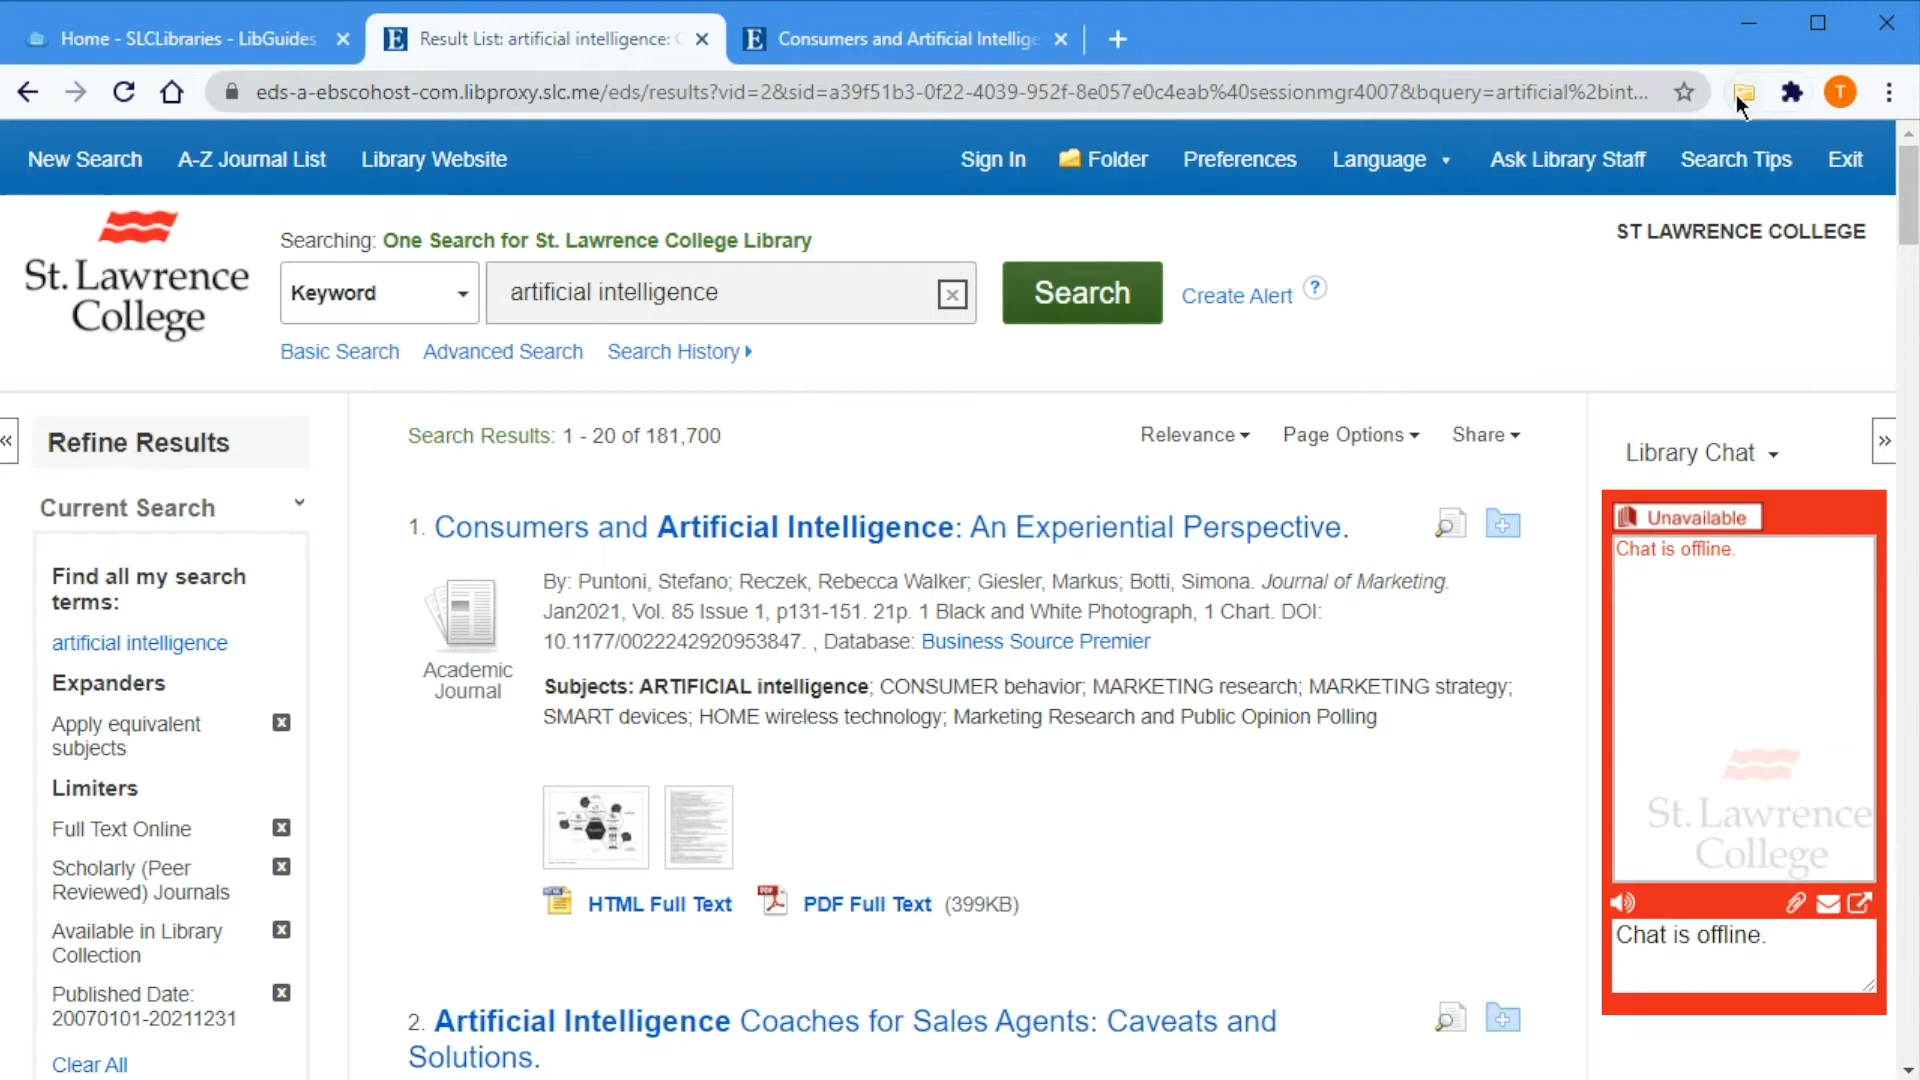 Home - SLCLibraries - LibGuides
Result List: artificial intelligence:
Consumers and Artificial Intellige
eds-a-ebscohost-com.libproxy.slc.me/eds/results?vid=2&sid=a39f51b3-0f22-4039-952f-8e057e0c4eab%40sessionmgr4007&bquery=artificial%2bint...
T
New Search
A-Z Journal List
Library Website
Sign In
Folder
Preferences
Language
Ask Library Staff
Search Tips
Exit
St. Lawrence
College
Searching: One Search for St. Lawrence College Library
ST LAWRENCE COLLEGE
Keyword
artificial intelligence
Search
Create Alert
?
Basic Search
Advanced Search
Search History
Refine Results
Current Search
Find all my search
terms:
artificial intelligence
Expanders
Apply equivalent
subjects
Limiters
Full Text Online
Scholarly (Peer
Reviewed) Journals
Available in Library
Collection
Published Date:
20070101-20211231
Clear All
Search Results: 1 - 20 of 181,700
Relevance
Page Options
Share
1. Consumers and Artificial Intelligence: An Experiential Perspective.
Academic
Journal
By: Puntoni, Stefano; Reczek, Rebecca Walker; Giesler, Markus; Botti, Simona. Journal of Marketing.
Jan2021, Vol. 85 Issue 1, p131-151. 21p. 1 Black and White Photograph, 1 Chart. DOI:
10.1177/0022242920953847. , Database: Business Source Premier
Subjects: ARTIFICIAL intelligence; CONSUMER behavior; MARKETING research; MARKETING strategy;
SMART devices; HOME wireless technology; Marketing Research and Public Opinion Polling
HTML Full Text
PDF Full Text (399KB)
2. Artificial Intelligence Coaches for Sales Agents: Caveats and
Solutions.
Library Chat
Unavailable
Chat is offline.
St. Lawrence
College
Chat is offline.